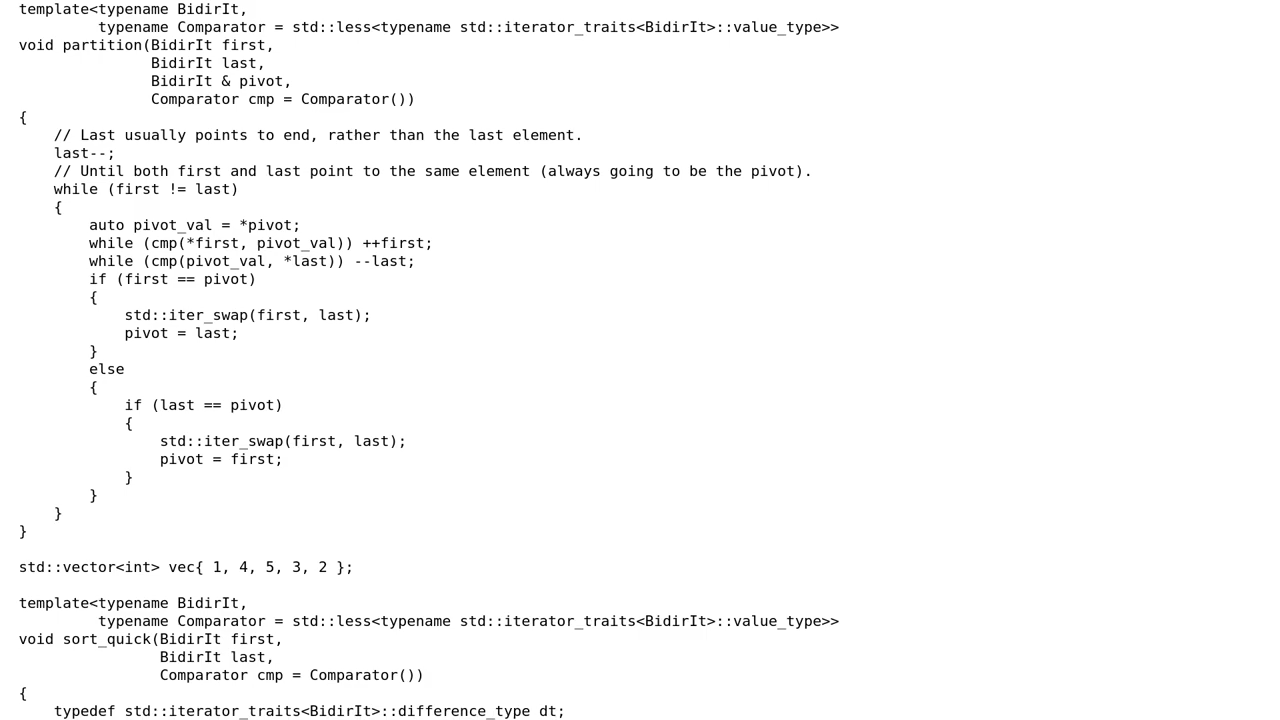 template<typename BidirIt,
         typename Comparator = std::less<typename std::iterator_traits<BidirIt>::value_type>>
void partition(BidirIt first,
               BidirIt last,
               BidirIt & pivot,
               Comparator cmp = Comparator())
{
    // Last usually points to end, rather than the last element.
    last--;
    // Until both first and last point to the same element (always going to be the pivot).
    while (first != last)
    {
        auto pivot_val = *pivot;
        while (cmp(*first, pivot_val)) ++first;
        while (cmp(pivot_val, *last)) --last;
        if (first == pivot)
        {
            std::iter_swap(first, last);
            pivot = last;
        }
        else
        {
            if (last == pivot)
            {
                std::iter_swap(first, last);
                pivot = first;
            }
        }
    }
}

std::vector<int> vec{ 1, 4, 5, 3, 2 };

template<typename BidirIt,
         typename Comparator = std::less<typename std::iterator_traits<BidirIt>::value_type>>
void sort_quick(BidirIt first,
                BidirIt last,
                Comparator cmp = Comparator())
{
    typedef std::iterator_traits<BidirIt>::difference_type dt;